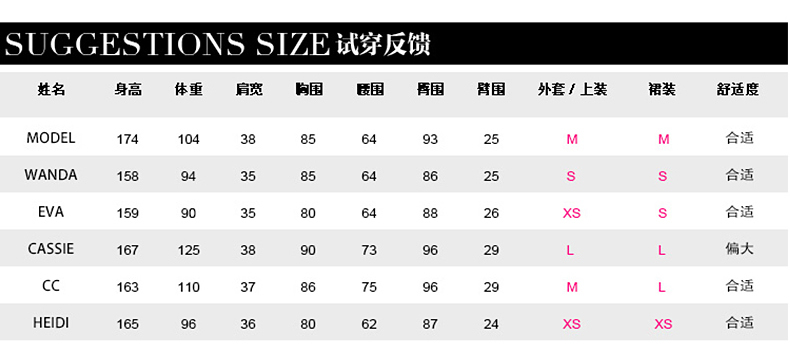 SUGGESTIONS SIZE 试穿反馈
姓名 身高 体重 肩宽 胸围 腰围 臀围 臂围 外套 / 上装 裙装 舒适度
MODEL 174 104 38 85 64 93 25 M M 合适
WANDA 158 94 35 85 64 86 25 S S 合适
EVA 159 90 35 80 64 88 26 XS S 合适
CASSIE 167 125 38 90 73 96 29 L L 偏大
CC 163 110 37 86 75 96 29 M L 合适
HEIDI 165 96 36 80 62 87 24 XS XS 合适